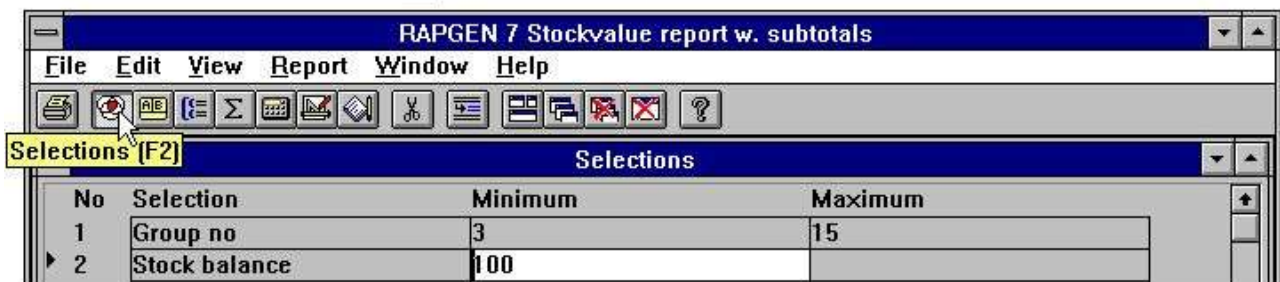 RAPGEN 7 Stockvalue report w. subtotals
File Edit View Report Window Help
Selections (F2)
Selections
No Selection Minimum Maximum
1 Group no 3 15
2 Stock balance 100